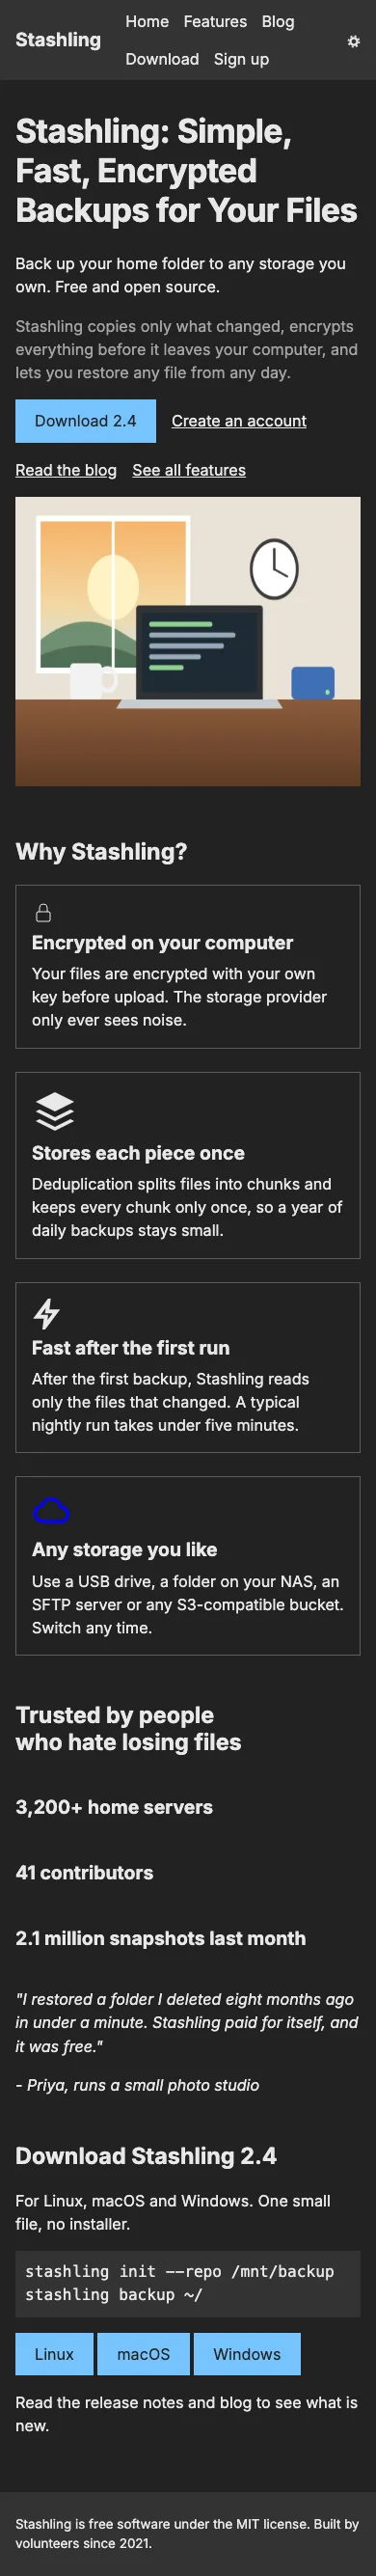 Stashling
Home Features Blog
Download Sign up
Stashling: Simple,
Fast, Encrypted
Backups for Your Files
Back up your home folder to any storage you
own. Free and open source.
Stashling copies only what changed, encrypts
everything before it leaves your computer, and
lets you restore any file from any day.
Download 2.4 Create an account
Read the blog See all features
Why Stashling?
Encrypted on your computer
Your files are encrypted with your own
key before upload. The storage provider
only ever sees noise.
Stores each piece once
Deduplication splits files into chunks and
keeps every chunk only once, so a year of
daily backups stays small.
Fast after the first run
After the first backup, Stashling reads
only the files that changed. A typical
nightly run takes under five minutes.
Any storage you like
Use a USB drive, a folder on your NAS, an
SFTP server or any S3-compatible bucket.
Switch any time.
Trusted by people
who hate losing files
3,200+ home servers
41 contributors
2.1 million snapshots last month
"I restored a folder I deleted eight months ago
in under a minute. Stashling paid for itself, and
it was free."
- Priya, runs a small photo studio
Download Stashling 2.4
For Linux, macOS and Windows. One small
file, no installer.
stashling init --repo /mnt/backup
stashling backup ~/
Linux macOS Windows
Read the release notes and blog to see what is
new.
Stashling is free software under the MIT license. Built by
volunteers since 2021.